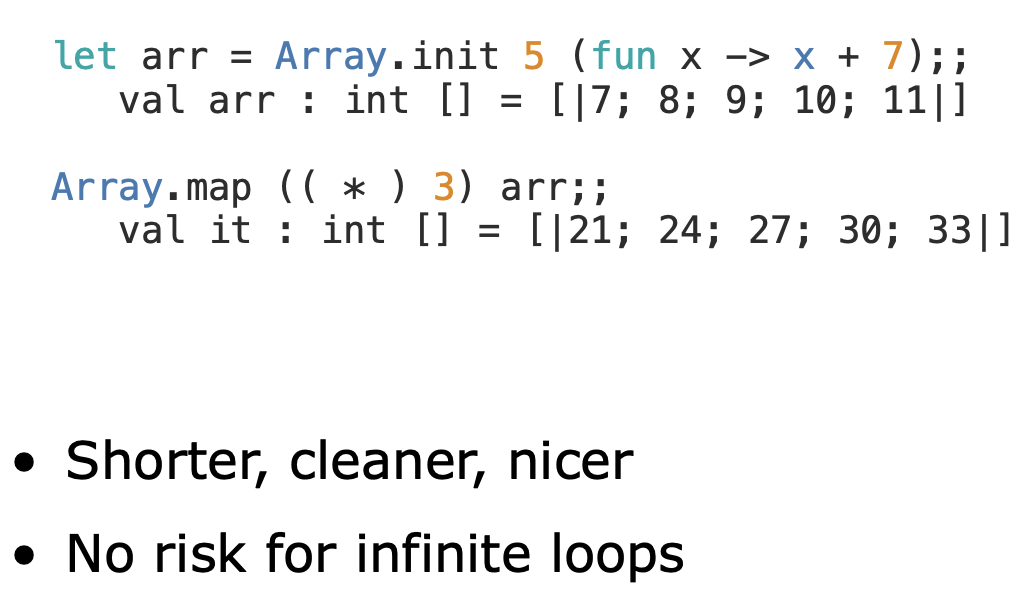 let arr = Array.init 5 (fun x -> x + 7);;
val arr : int [] = [|7; 8; 9; 10; 11|]
Array.map (( * ) 3) arr;;
val it : int [] = [|21; 24; 27; 30; 33|]
• Shorter, cleaner, nicer
• No risk for infinite loops